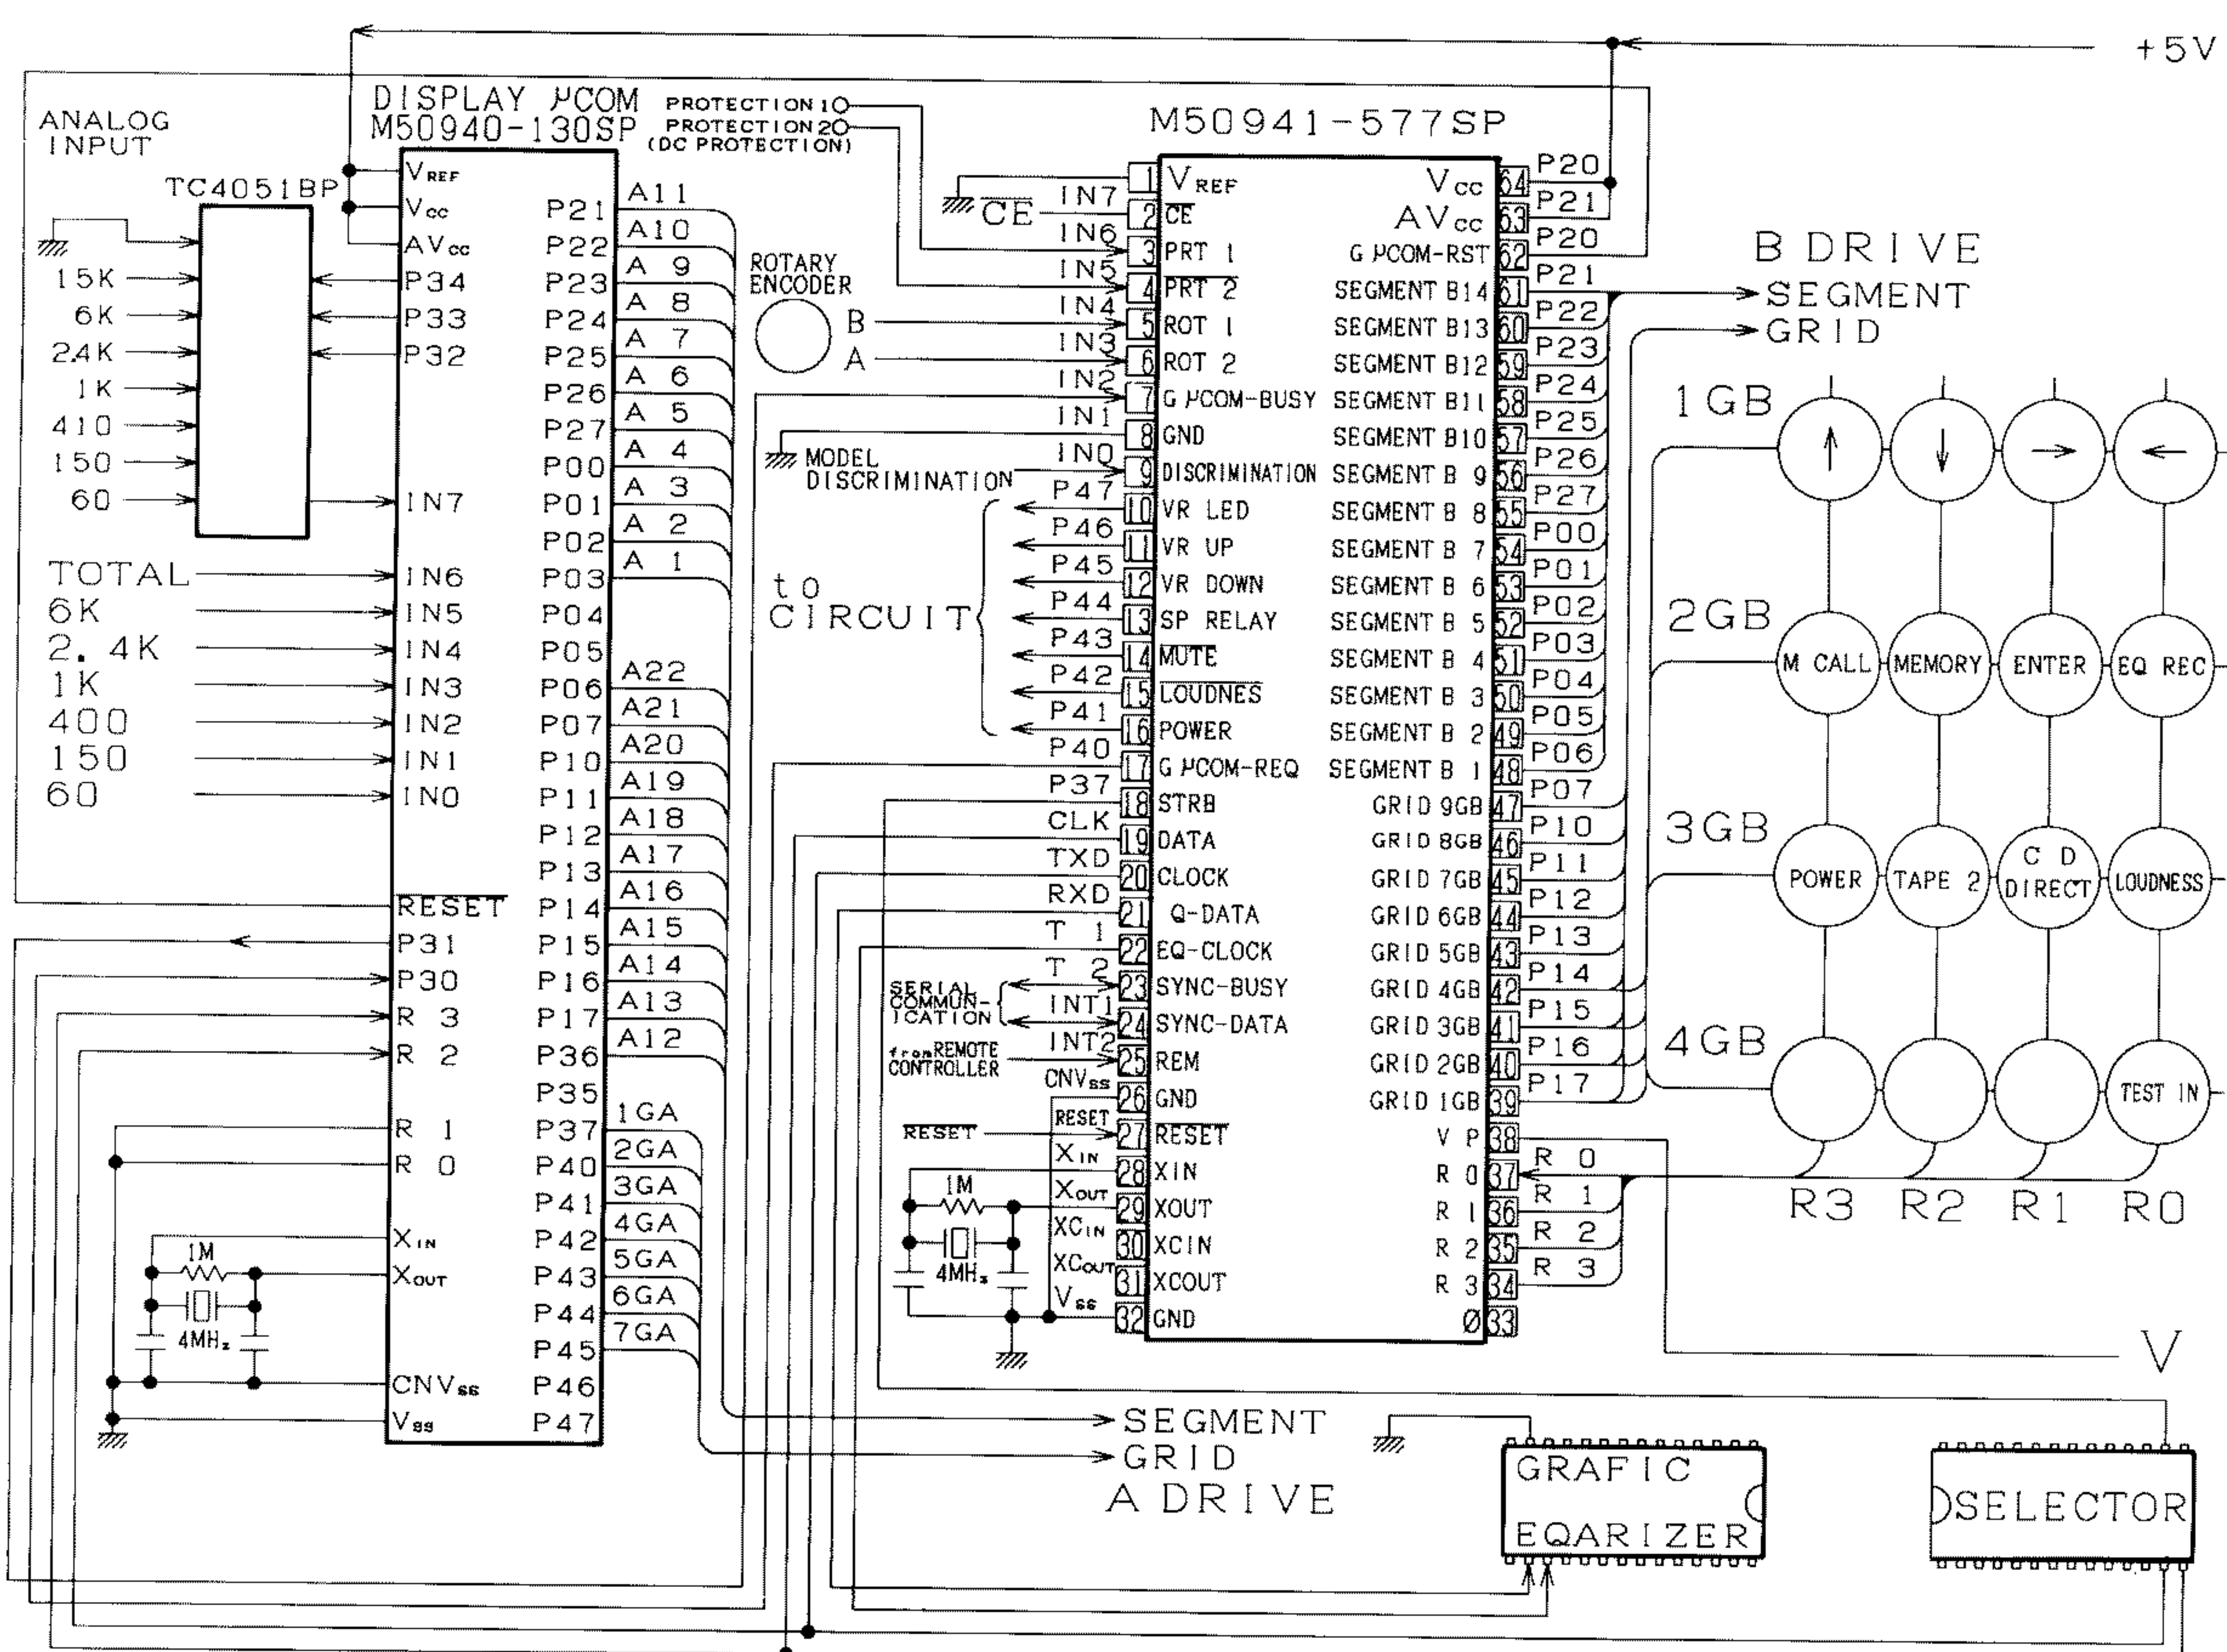 +5V
ANALOG
INPUT
DISPLAY μCOM
M50940-130SP
PROTECTION 1
PROTECTION 2
(DC PROTECTION)
M50941-577SP
TC4051BP
15K
6K
2.4K
1K
410
150
60
TOTAL
6K
2. 4K
1K
400
150
60
VREF
Vcc
AVcc
P34
P33
P32
IN7
IN6
IN5
IN4
IN3
IN2
IN1
IN0
RESET
P31
P30
R 3
R 2
R 1
R 0
XIN
XOUT
CNVss
Vss
1M
4MHz
P21 A11
P22 A10
P23 A 9
P24 A 8
P25 A 7
P26 A 6
P27 A 5
P00 A 4
P01 A 3
P02 A 2
P03 A 1
P04
P05
P06 A22
P07 A21
P10 A20
P11 A19
P12 A18
P13 A17
P14 A16
P15 A15
P16 A14
P17 A13
P36 A12
P35
P37 1GA
P40 2GA
P41 3GA
P42 4GA
P43 5GA
P44 6GA
P45 7GA
P46
P47
ROTARY
ENCODER
B
A
MODEL
DISCRIMINATION
to
CIRCUIT
SERIAL
COMMUN-
ICATION
from REMOTE
CONTROLLER
RESET
1M
4MHz
1 VREF
CE IN7 2 CE
IN6 3 PRT 1
IN5 4 PRT 2
IN4 5 ROT 1
IN3 6 ROT 2
IN2 7 G μCOM-BUSY
IN1 8 GND
IN0 9 DISCRIMINATION
P47 10 VR LED
P46 11 VR UP
P45 12 VR DOWN
P44 13 SP RELAY
P43 14 MUTE
P42 15 LOUDNES
P41 16 POWER
P40 17 G μCOM-REQ
P37 18 STRB
CLK 19 DATA
TXD 20 CLOCK
RXD 21 Q-DATA
T 1 22 EQ-CLOCK
T 2 23 SYNC-BUSY
INT1 24 SYNC-DATA
INT2 25 REM
CNVss 26 GND
RESET 27 RESET
XIN 28 XIN
XOUT 29 XOUT
XCIN 30 XCIN
XCOUT 31 XCOUT
Vss 32 GND
Vcc 64 P20
AVcc 63 P21
G μCOM-RST 62 P20
SEGMENT B14 61 P21
SEGMENT B13 60 P22
SEGMENT B12 59 P23
SEGMENT B11 58 P24
SEGMENT B10 57 P25
SEGMENT B 9 56 P26
SEGMENT B 8 55 P27
SEGMENT B 7 54 P00
SEGMENT B 6 53 P01
SEGMENT B 5 52 P02
SEGMENT B 4 51 P03
SEGMENT B 3 50 P04
SEGMENT B 2 49 P05
SEGMENT B 1 48 P06
GRID 9GB 47 P07
GRID 8GB 46 P10
GRID 7GB 45 P11
GRID 6GB 44 P12
GRID 5GB 43 P13
GRID 4GB 42 P14
GRID 3GB 41 P15
GRID 2GB 40 P16
GRID 1GB 39 P17
V P 38
R 0 37 R 0
R 1 36 R 1
R 2 35 R 2
R 3 34 R 3
Ø 33
B DRIVE
SEGMENT
GRID
1GB ↑ ↓ → ←
2GB M CALL MEMORY ENTER EQ REC
3GB POWER TAPE 2 C D DIRECT LOUDNESS
4GB TEST IN
R3 R2 R1 R0
V
SEGMENT
GRID
A DRIVE
GRAFIC
EQARIZER
SELECTOR